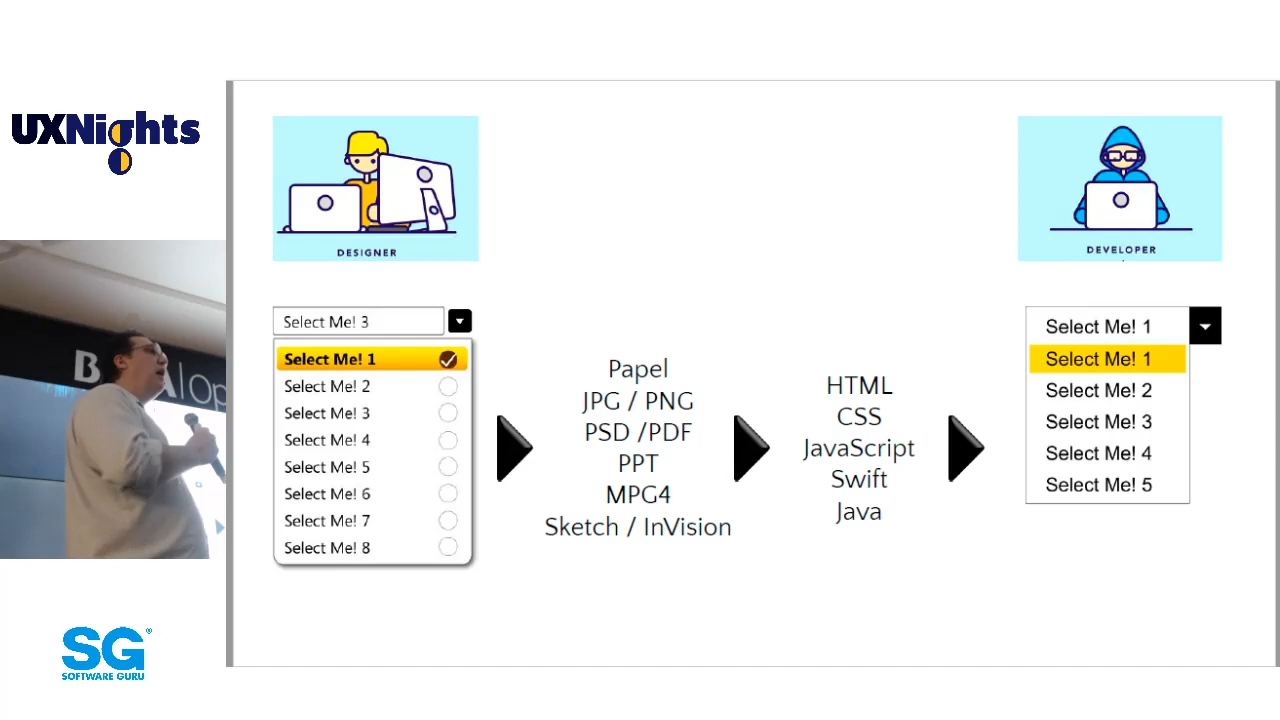 UXNights
DESIGNER
DEVELOPER
Select Me! 3
Select Me! 1
Select Me! 2
Select Me! 3
Select Me! 4
Select Me! 5
Select Me! 6
Select Me! 7
Select Me! 8
Papel
JPG / PNG
PSD /PDF
PPT
MPG4
Sketch / InVision
HTML
CSS
JavaScript
Swift
Java
Select Me! 1
Select Me! 1
Select Me! 2
Select Me! 3
Select Me! 4
Select Me! 5
SG
SOFTWARE GURU